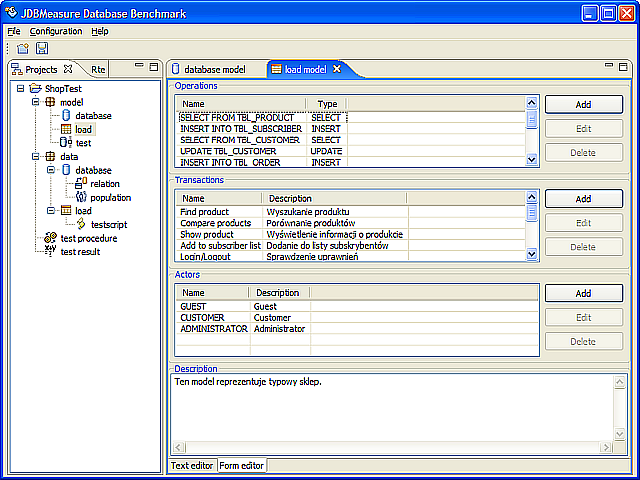 JDBMeasure Database Benchmark
File Configuration Help
Projects Rte
ShopTest
model
database
load
test
data
database
relation
population
load
testscript
test procedure
test result
database model load model
Operations
Name Type
SELECT FROM TBL_PRODUCT SELECT
INSERT INTO TBL_SUBSCRIBER INSERT
SELECT FROM TBL_CUSTOMER SELECT
UPDATE TBL_CUSTOMER UPDATE
INSERT INTO TBL_ORDER INSERT
Add
Edit
Delete
Transactions
Name Description
Find product Wyszukanie produktu
Compare products Porównanie produktów
Show product Wyświetlenie informacji o produkcie
Add to subscriber list Dodanie do listy subskrybentów
Login/Logout Sprawdzenie uprawnień
Add
Edit
Delete
Actors
Name Description
GUEST Guest
CUSTOMER Customer
ADMINISTRATOR Administrator
Add
Edit
Delete
Description
Ten model reprezentuje typowy sklep.
Text editor Form editor